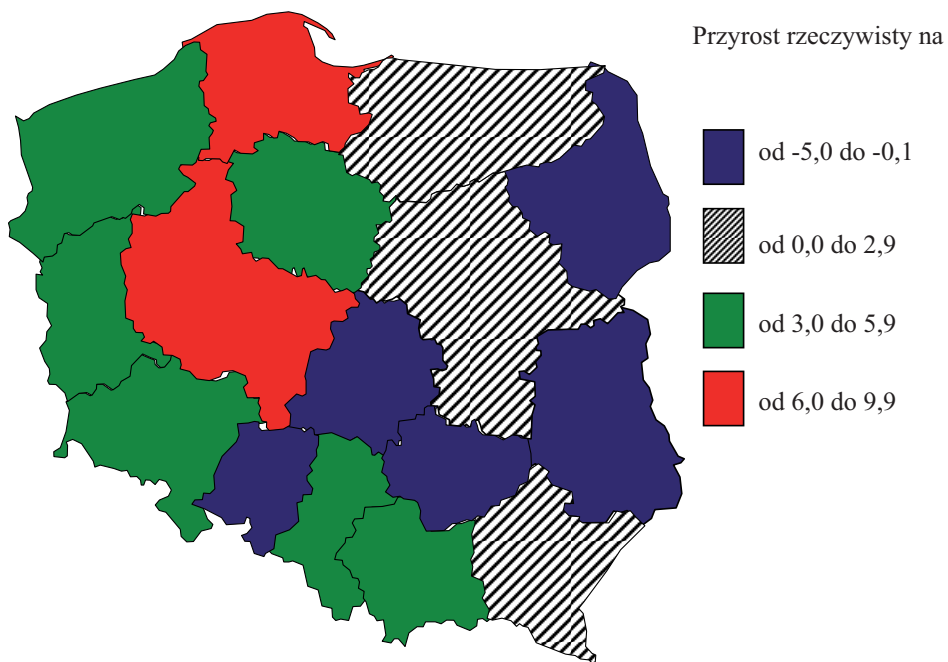 Przyrost rzeczywisty na
od -5,0 do -0,1
od 0,0 do 2,9
od 3,0 do 5,9
od 6,0 do 9,9